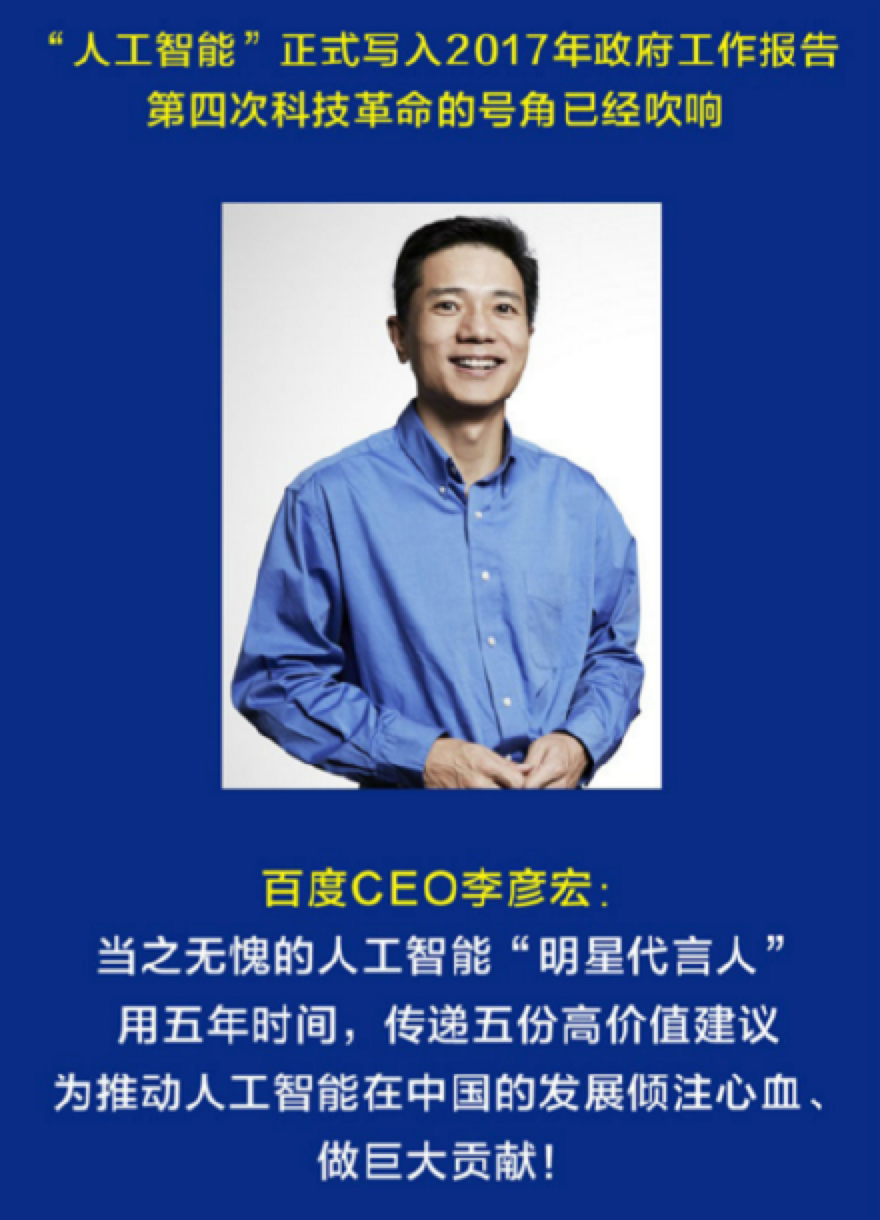 “人工智能”正式写入2017年政府工作报告
第四次科技革命的号角已经吹响
百度CEO李彦宏：
当之无愧的人工智能“明星代言人”
用五年时间，传递五份高价值建议
为推动人工智能在中国的发展倾注心血、
做巨大贡献！